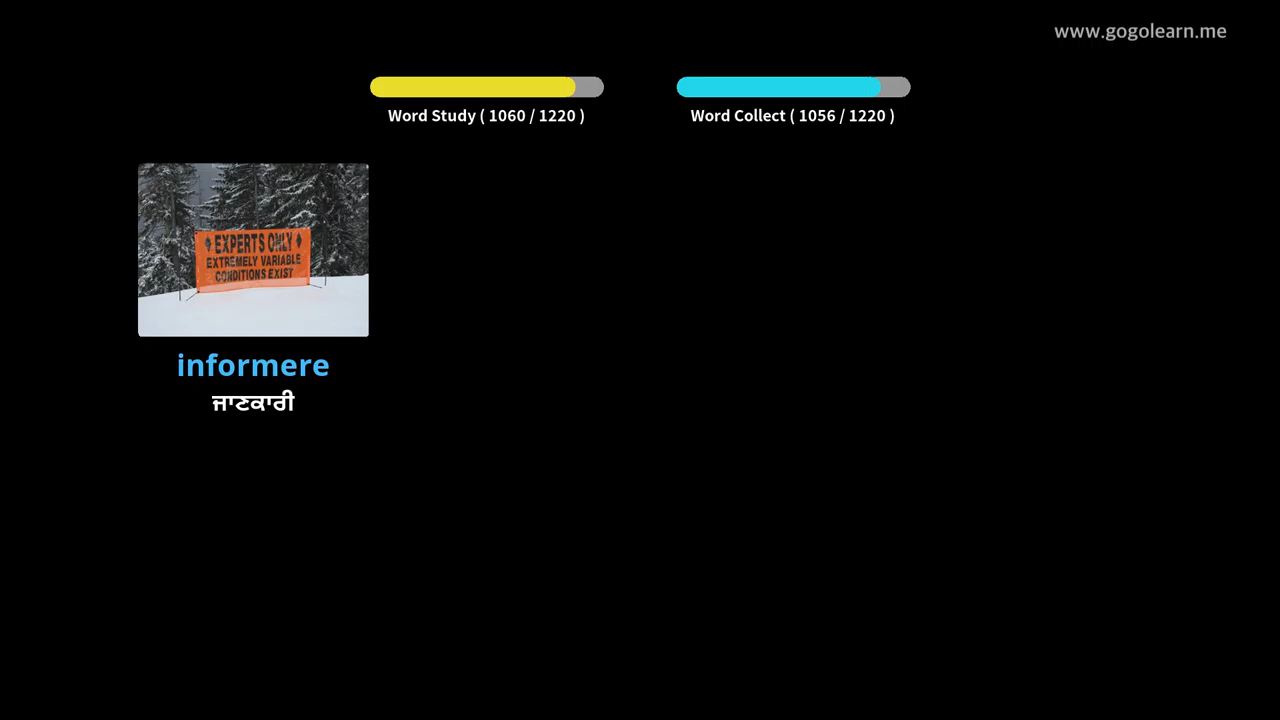 www.gogolearn.me
Word Study ( 1060 / 1220 )
Word Collect ( 1056 / 1220 )
EXPERTS ONLY
EXTREMELY VARIABLE
CONDITIONS EXIST
informere
ਜਾਣਕਾਰੀ